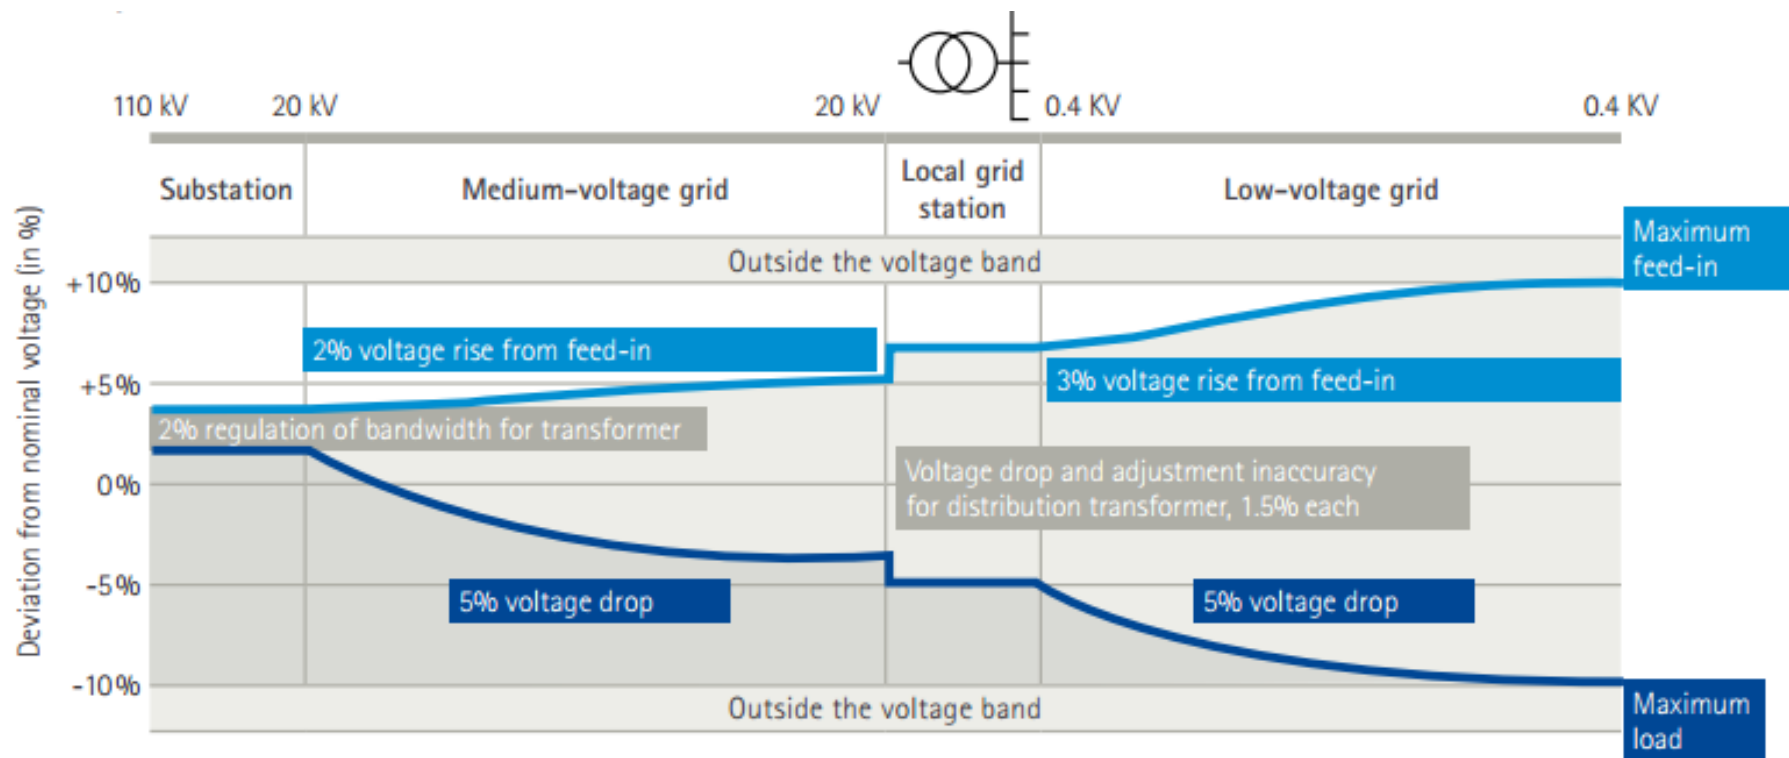 110 kV
20 kV
20 kV
0.4 KV
0.4 KV
Substation
Medium-voltage grid
Local grid
station
Low-voltage grid
Deviation from nominal voltage (in %)
Maximum
feed-in
Outside the voltage band
+10%
2% voltage rise from feed-in
+5%
3% voltage rise from feed-in
2% regulation of bandwidth for transformer
0%
Voltage drop and adjustment inaccuracy
for distribution transformer, 1.5% each
-5%
5% voltage drop
5% voltage drop
-10%
Outside the voltage band
Maximum
load